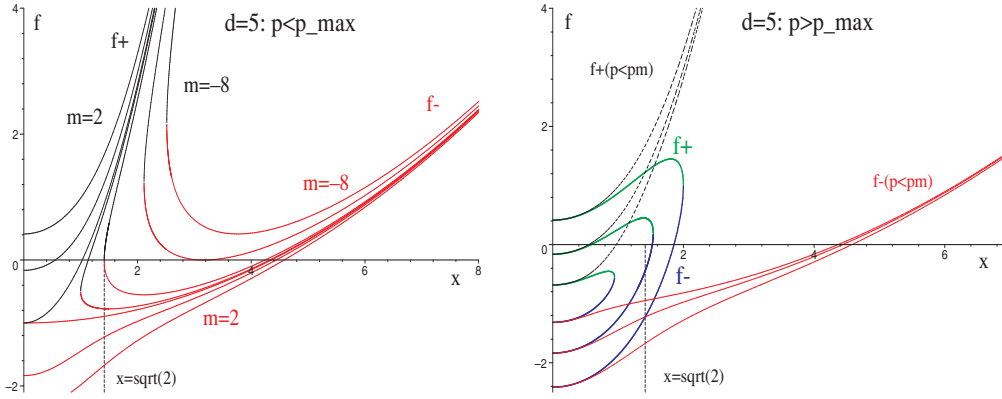 f
d=5: p<p_max
f+
m=−8
m=2
f-
m=−8
m=2
x=sqrt(2)
4
2
0
−2
2
4
6
8
x
f
d=5: p>p_max
f+(p<pm)
f+
f-(p<pm)
f-
x=sqrt(2)
4
2
0
−2
2
4
6
x